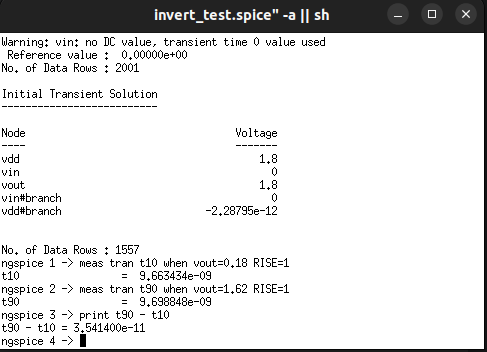 invert_test.spice" -a || sh
Warning: vin: no DC value, transient time 0 value used
Reference value : 0.00000e+00
No. of Data Rows : 2001
Initial Transient Solution
--------------------------
Node Voltage
---- -------
vdd 1.8
vin 0
vout 1.8
vin#branch 0
vdd#branch -2.28795e-12
No. of Data Rows : 1557
ngspice 1 -> meas tran t10 when vout=0.18 RISE=1
t10 = 9.663434e-09
ngspice 2 -> meas tran t90 when vout=1.62 RISE=1
t90 = 9.698848e-09
ngspice 3 -> print t90 - t10
t90 - t10 = 3.541400e-11
ngspice 4 ->